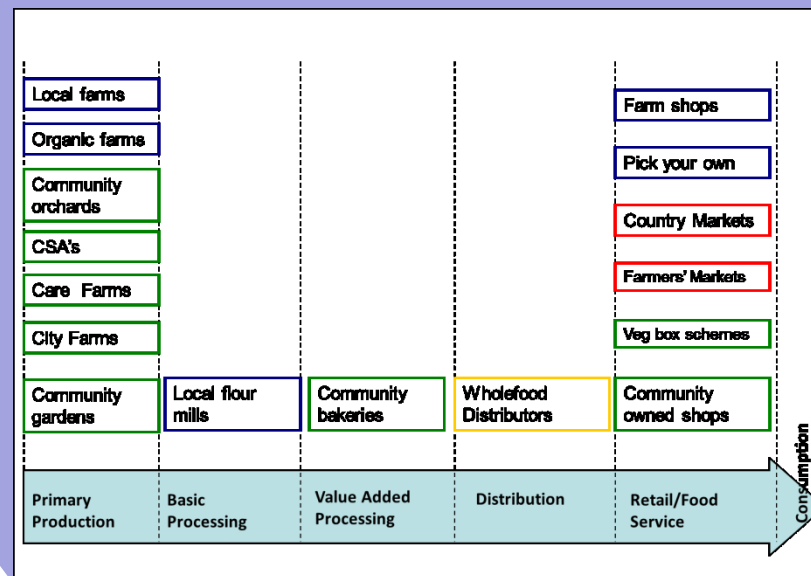 Local farms
Organic farms
Community
orchards
CSA's
Care Farms
City Farms
Community
gardens
Local flour
mills
Community
bakeries
Wholefood
Distributors
Farm shops
Pick your own
Country Markets
Farmers' Markets
Veg box schemes
Community
owned shops
Primary
Production
Basic
Processing
Value Added
Processing
Distribution
Retail/Food
Service
Consumption